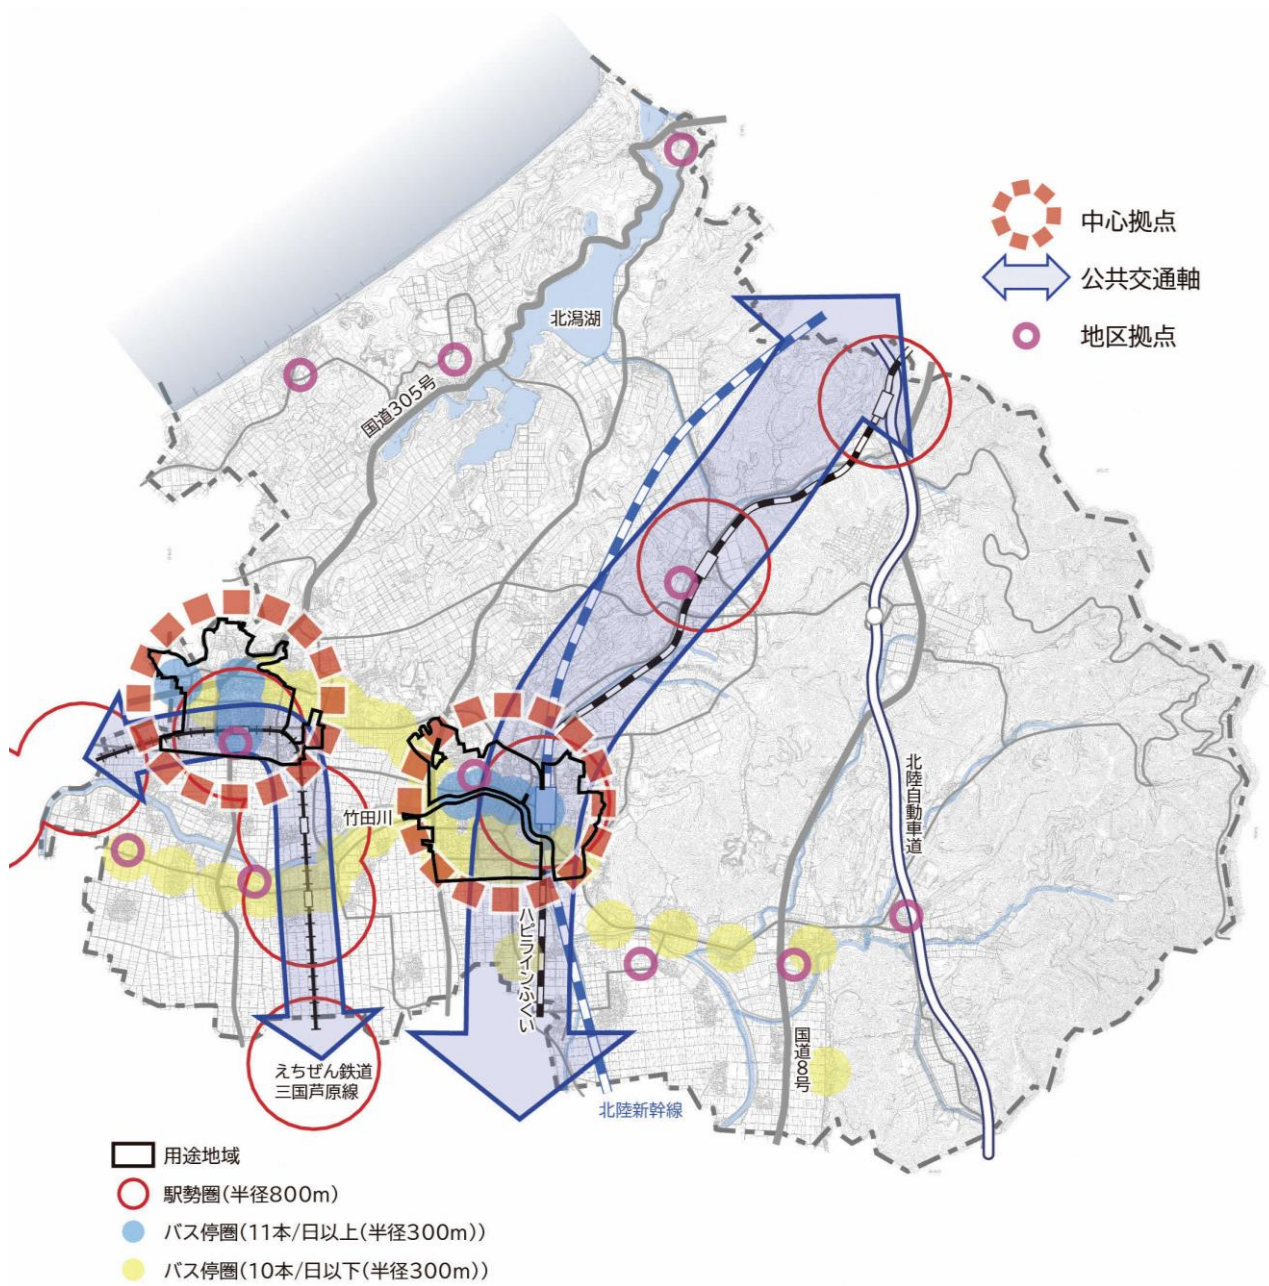 中心拠点
公共交通軸
地区拠点
北潟湖
国道305号
竹田川
北陸自動車道
ハピラインふくい
国道8号
えちぜん鉄道
三国芦原線
北陸新幹線
用途地域
駅勢圏(半径800m)
バス停圏(11本/日以上(半径300m))
バス停圏(10本/日以下(半径300m))